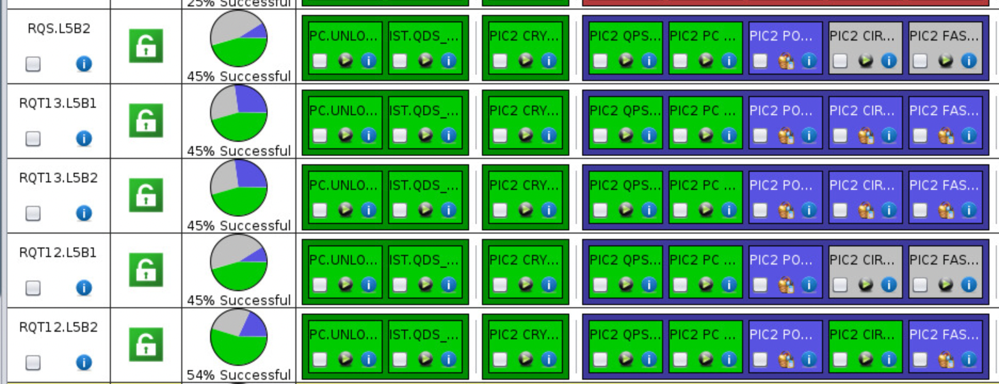 25% Successful
RQS.L5B2
45% Successful
PC.UNLO... IST.QDS_... PIC2 CRY... PIC2 QPS... PIC2 PC ... PIC2 PO... PIC2 CIR... PIC2 FAS...
RQT13.L5B1
45% Successful
PC.UNLO... IST.QDS_... PIC2 CRY... PIC2 QPS... PIC2 PC ... PIC2 PO... PIC2 CIR... PIC2 FAS...
RQT13.L5B2
45% Successful
PC.UNLO... IST.QDS_... PIC2 CRY... PIC2 QPS... PIC2 PC ... PIC2 PO... PIC2 CIR... PIC2 FAS...
RQT12.L5B1
45% Successful
PC.UNLO... IST.QDS_... PIC2 CRY... PIC2 QPS... PIC2 PC ... PIC2 PO... PIC2 CIR... PIC2 FAS...
RQT12.L5B2
54% Successful
PC.UNLO... IST.QDS_... PIC2 CRY... PIC2 QPS... PIC2 PC ... PIC2 PO... PIC2 CIR... PIC2 FAS...